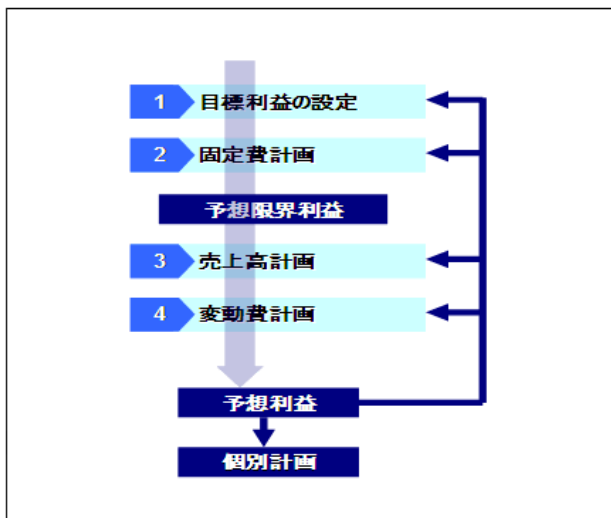 1 目標利益の設定
2 固定費計画
予想限界利益
3 売上高計画
4 変動費計画
予想利益
個別計画